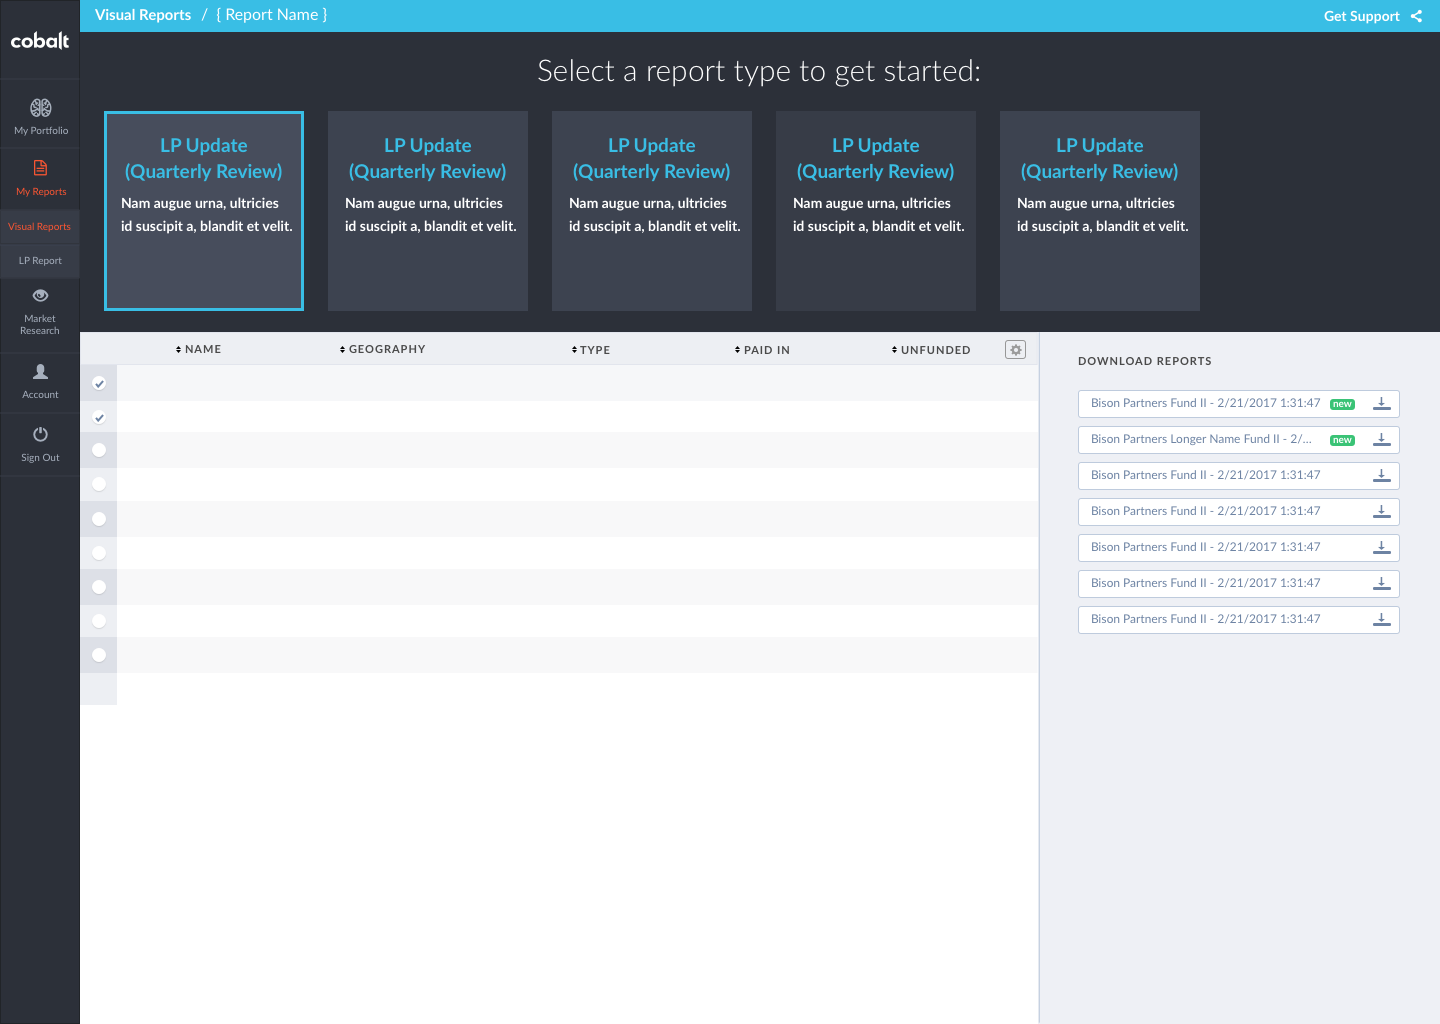 cobalt
My Portfolio
My Reports
Visual Reports
LP Report
Market
Research
Account
Sign Out
Visual Reports / { Report Name }
Get Support
Select a report type to get started:
LP Update
(Quarterly Review)
Nam augue urna, ultricies
id suscipit a, blandit et velit.
LP Update
(Quarterly Review)
Nam augue urna, ultricies
id suscipit a, blandit et velit.
LP Update
(Quarterly Review)
Nam augue urna, ultricies
id suscipit a, blandit et velit.
LP Update
(Quarterly Review)
Nam augue urna, ultricies
id suscipit a, blandit et velit.
LP Update
(Quarterly Review)
Nam augue urna, ultricies
id suscipit a, blandit et velit.
NAME GEOGRAPHY TYPE PAID IN UNFUNDED
DOWNLOAD REPORTS
Bison Partners Fund II - 2/21/2017 1:31:47 new
Bison Partners Longer Name Fund II - 2/... new
Bison Partners Fund II - 2/21/2017 1:31:47
Bison Partners Fund II - 2/21/2017 1:31:47
Bison Partners Fund II - 2/21/2017 1:31:47
Bison Partners Fund II - 2/21/2017 1:31:47
Bison Partners Fund II - 2/21/2017 1:31:47